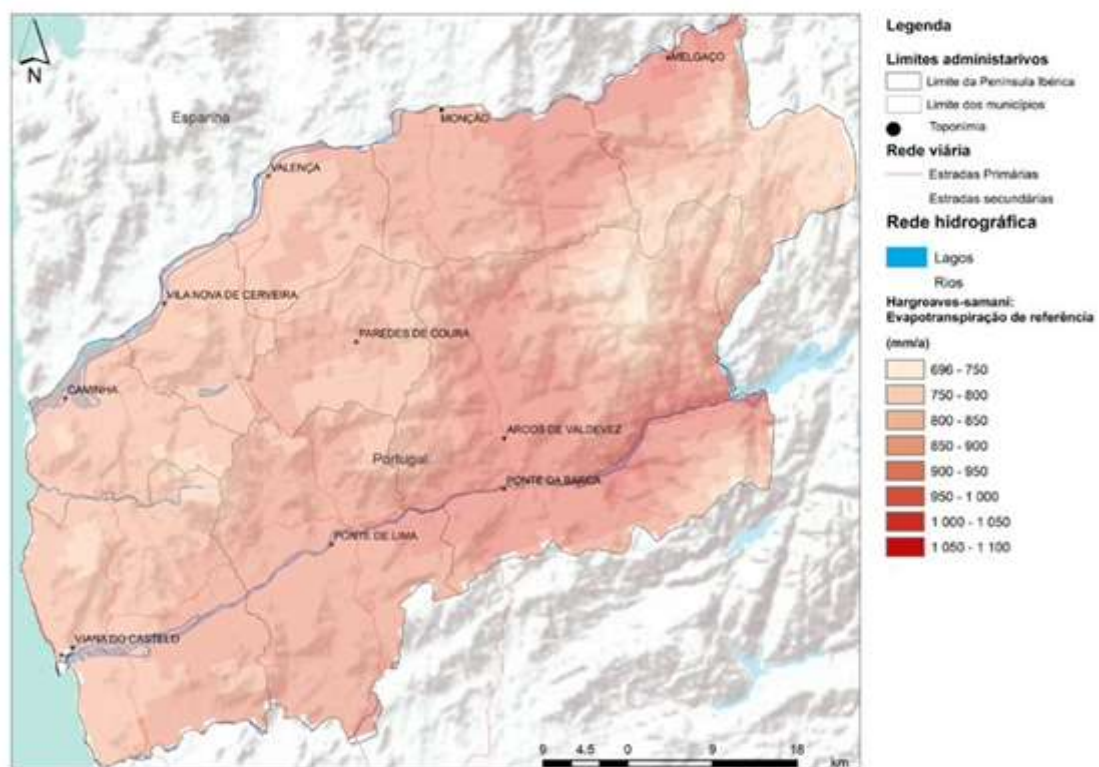 N
Espanha
MELGAÇO
MONÇÃO
VALENÇA
VILA NOVA DE CERVEIRA
PAREDES DE COURA
CAMINHA
ARCOS DE VALDEVEZ
Portugal
PONTE DA BARCA
PONTE DE LIMA
VIANA DO CASTELO
9 4.5 0 9 18
km
Legenda
Limites administarivos
Limite da Península Ibérica
Limite dos municípios
Toponímia
Rede viária
Estradas Primárias
Estradas secundárias
Rede hidrográfica
Lagos
Rios
Hargreaves-samani:
Evapotranspiração de referência
(mm/a)
696 - 750
750 - 800
800 - 850
850 - 900
900 - 950
950 - 1 000
1 000 - 1 050
1 050 - 1 100